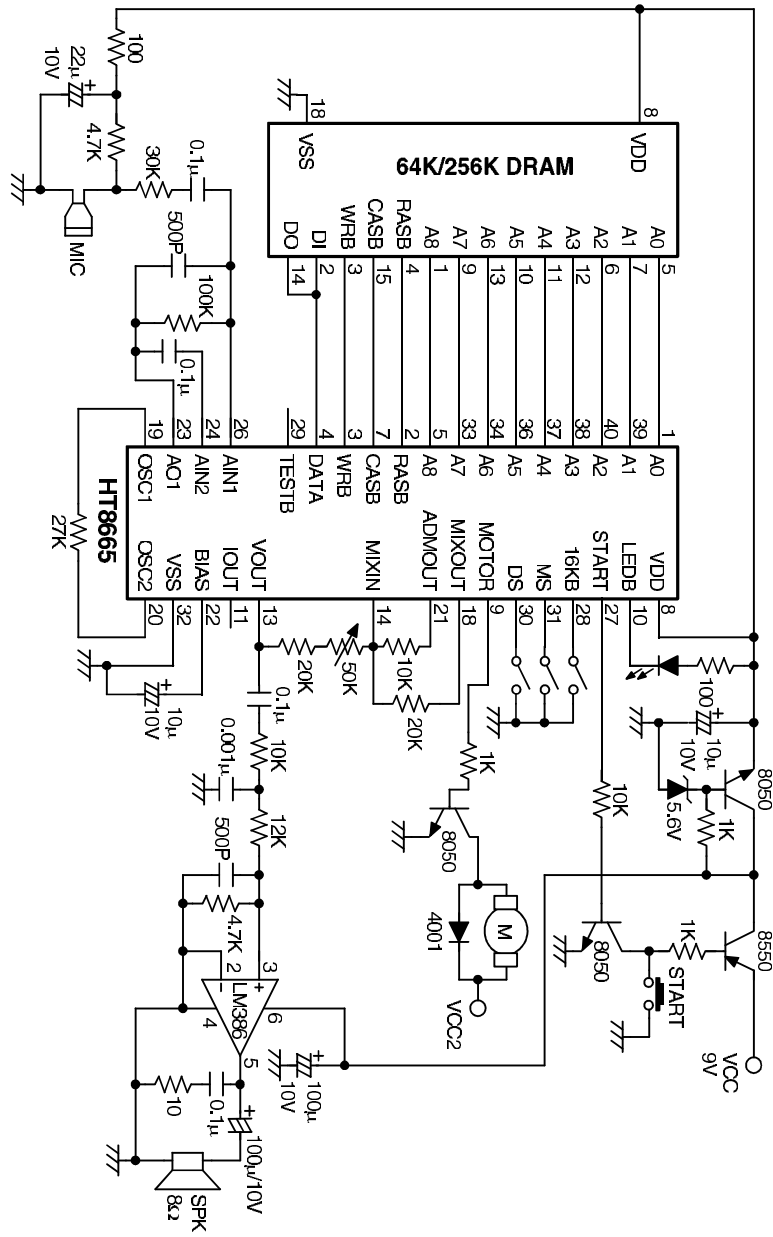 VCC
9V
8550
8050
1K
5.6V
10μ
10V
100
1K
START
8050
10K
VCC2
M
4001
8050
1K
64K/256K DRAM
VDD
8
VSS
18
A0
5
A1
7
A2
6
A3
12
A4
11
A5
10
A6
13
A7
9
A8
1
RASB
4
CASB
15
WRB
3
DI
2
DO
14
HT8665
1
A0
39
A1
40
A2
38
A3
37
A4
36
A5
34
A6
33
A7
5
A8
2
RASB
7
CASB
3
WRB
4
DATA
29
TESTB
26
AIN1
24
AIN2
23
AO1
19
OSC1
VDD
8
LEDB
10
START
27
16KB
28
MS
31
DS
30
MOTOR
9
MIXOUT
18
ADMOUT
21
MIXIN
14
VOUT
13
IOUT
11
BIAS
22
VSS
32
OSC2
20
27K
100
22μ
10V
4.7K
MIC
30K
0.1μ
500P
100K
0.1μ
10K
20K
50K
20K
10μ
10V
0.1μ
10K
0.001μ
12K
500P
4.7K
3
2
LM386
6
4
5
+
−
100μ
10V
0.1μ
10
100μ/10V
SPK
8Ω